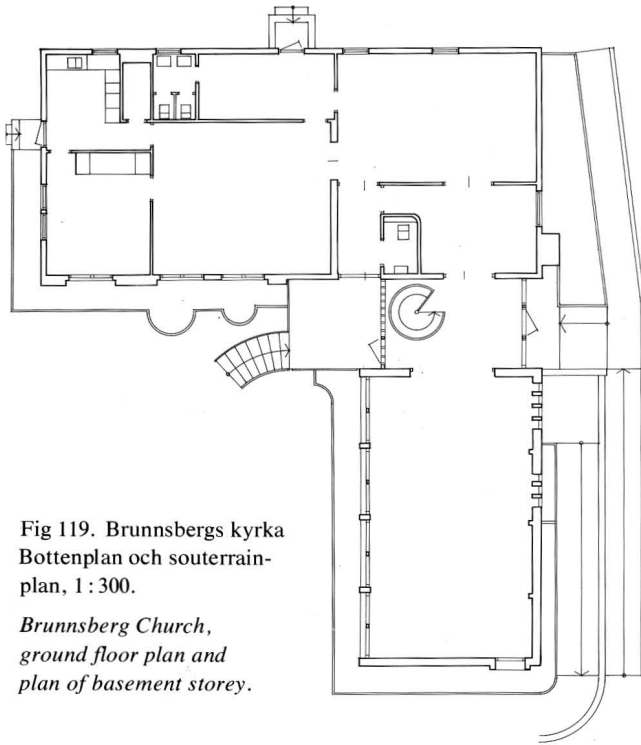 Fig 119. Brunnsbergs kyrka
Bottenplan och souterrain-
plan, 1 : 300.
Brunnsberg Church,
ground floor plan and
plan of basement storey.